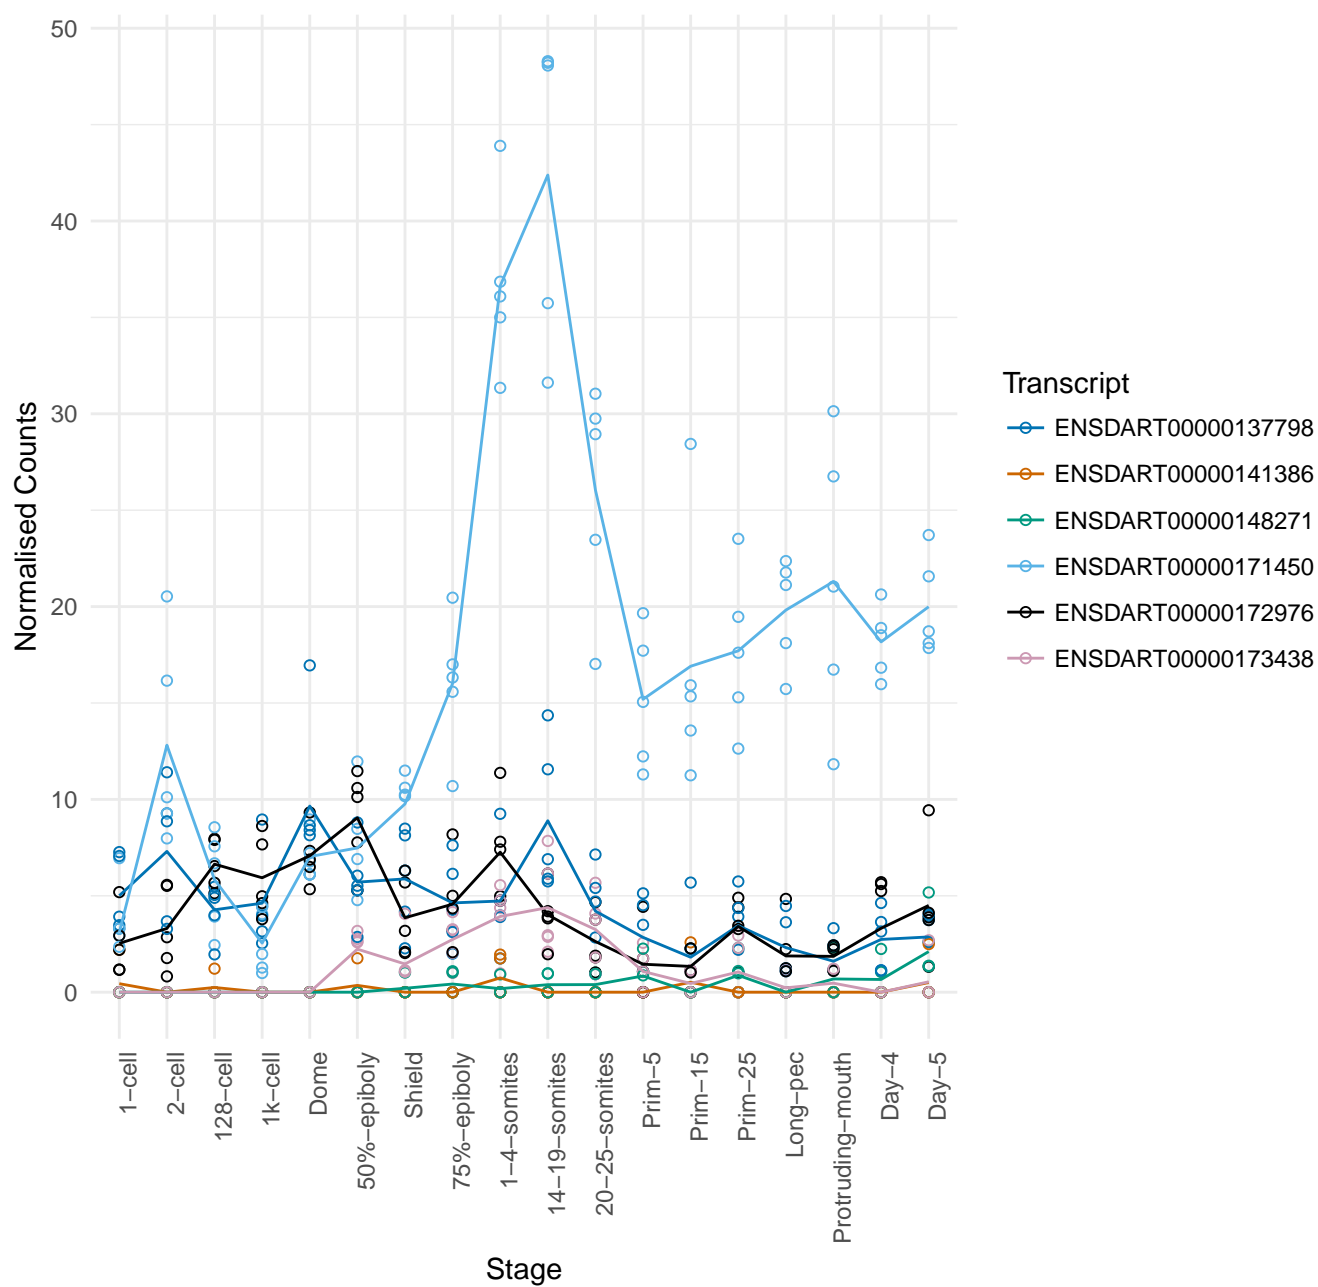 50
40
30
20
10
0
Normalised Counts
1−cell
2−cell
128−cell
1k−cell
Dome
50%−epiboly
Shield
75%−epiboly
1−4−somites
14−19−somites
20−25−somites
Prim−5
Prim−15
Prim−25
Long−pec
Protruding−mouth
Day−4
Day−5
Stage
Transcript
ENSDART00000137798
ENSDART00000141386
ENSDART00000148271
ENSDART00000171450
ENSDART00000172976
ENSDART00000173438